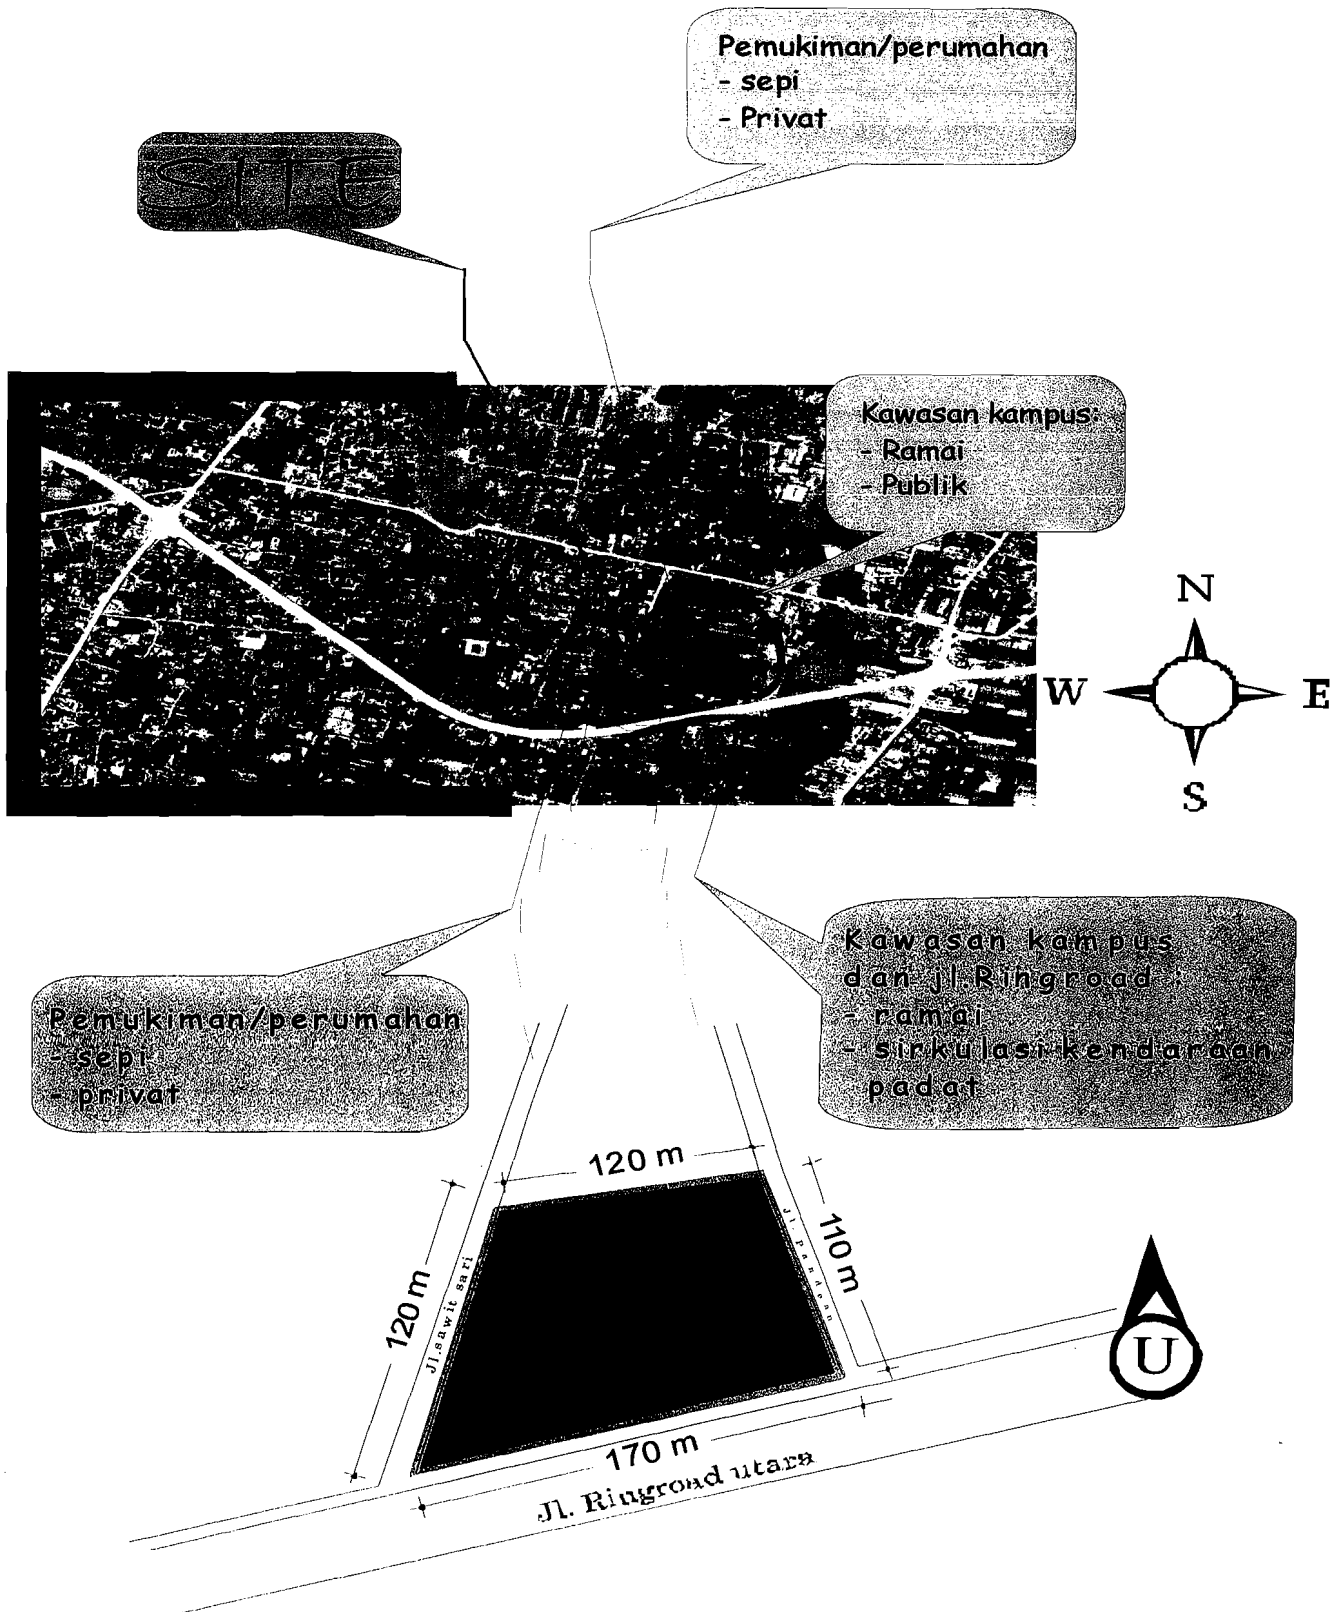 Pemukiman/perumahan
- sepi
- Privat
SITE
Kawasan kampus:
- Ramai
- Publik
N
W
E
S
Kawasan kampus
dan jl.Ringroad :
- ramai
- sirkulasi kendaraan
padat
Pemukiman/perumahan
- sepi
- privat
120 m
110 m
Jl. Pandean
120 m
Jl.sawit sari
U
170 m
Jl. Ringroad utara